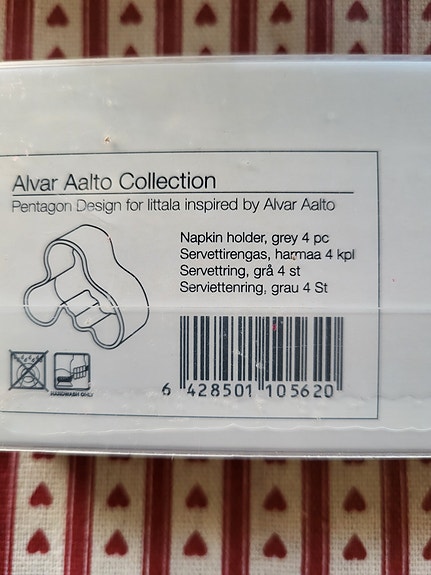 Alvar Aalto Collection
Pentagon Design for Iittala inspired by Alvar Aalto
Napkin holder, grey 4 pc
Servettirengas, harmaa 4 kpl
Servettring, grå 4 st
Serviettenring, grau 4 St
HANDWASH ONLY
6 428501 105620